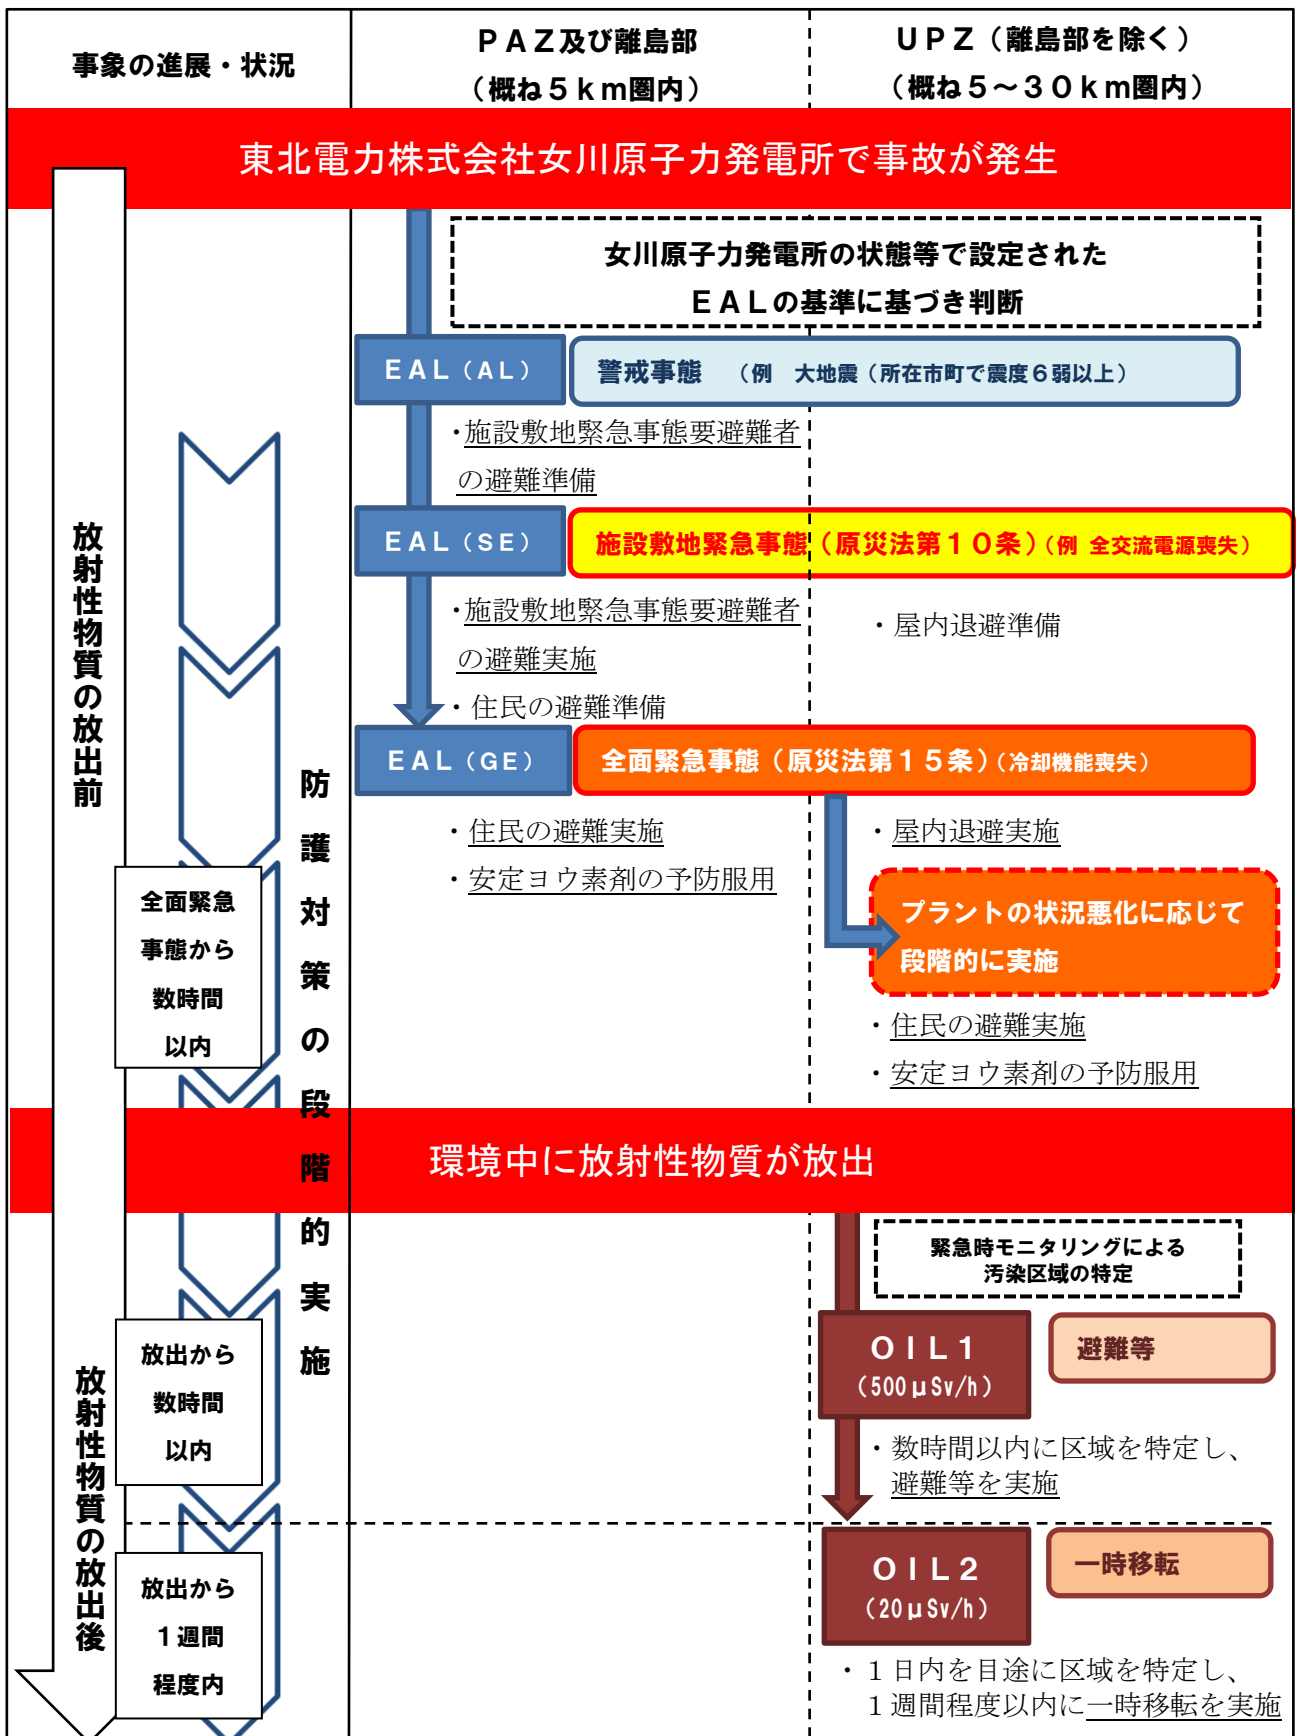 事象の進展・状況
ＰＡＺ及び離島部
（概ね５ｋｍ圏内）
ＵＰＺ（離島部を除く）
（概ね５～３０ｋｍ圏内）
東北電力株式会社女川原子力発電所で事故が発生
女川原子力発電所の状態等で設定された
ＥＡＬの基準に基づき判断
ＥＡＬ（AL）
警戒事態　（例　大地震（所在市町で震度６弱以上）
・施設敷地緊急事態要避難者
の避難準備
ＥＡＬ（SE）
施設敷地緊急事態（原災法第１０条）（例 全交流電源喪失）
・施設敷地緊急事態要避難者
の避難実施
・住民の避難準備
・屋内退避準備
ＥＡＬ（GE）
全面緊急事態（原災法第１５条）（冷却機能喪失）
・住民の避難実施
・安定ヨウ素剤の予防服用
・屋内退避実施
プラントの状況悪化に応じて
段階的に実施
・住民の避難実施
・安定ヨウ素剤の予防服用
放射性物質の放出前
全面緊急
事態から
数時間
以内
防護対策の段階的実施
環境中に放射性物質が放出
緊急時モニタリングによる
汚染区域の特定
ＯＩＬ１
（500μSv/h）
避難等
・数時間以内に区域を特定し、
避難等を実施
放射性物質の放出後
放出から
数時間
以内
ＯＩＬ２
（20μSv/h）
一時移転
・１日内を目途に区域を特定し、
１週間程度以内に一時移転を実施
放出から
１週間
程度内